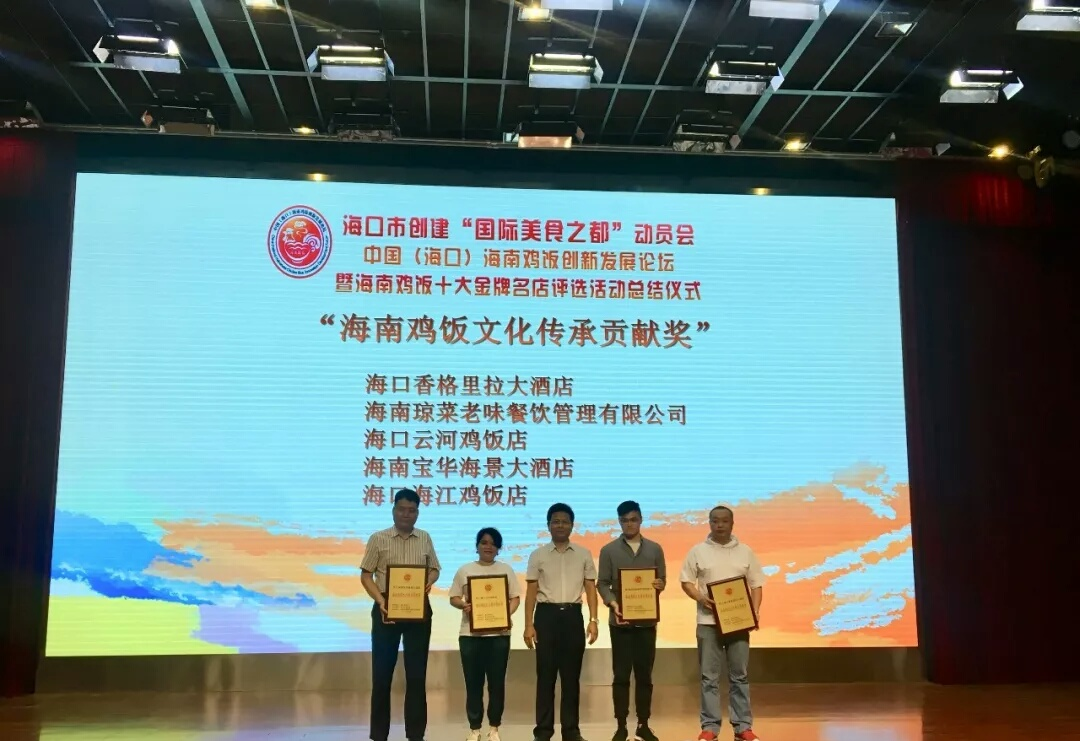 海口市创建“国际美食之都”动员会
中国（海口）海南鸡饭创新发展论坛
暨海南鸡饭十大金牌名店评选活动总结仪式
“海南鸡饭文化传承贡献奖”
海口香格里拉大酒店
海南琼菜老味餐饮管理有限公司
海口云河鸡饭店
海南宝华海景大酒店
海口海江鸡饭店